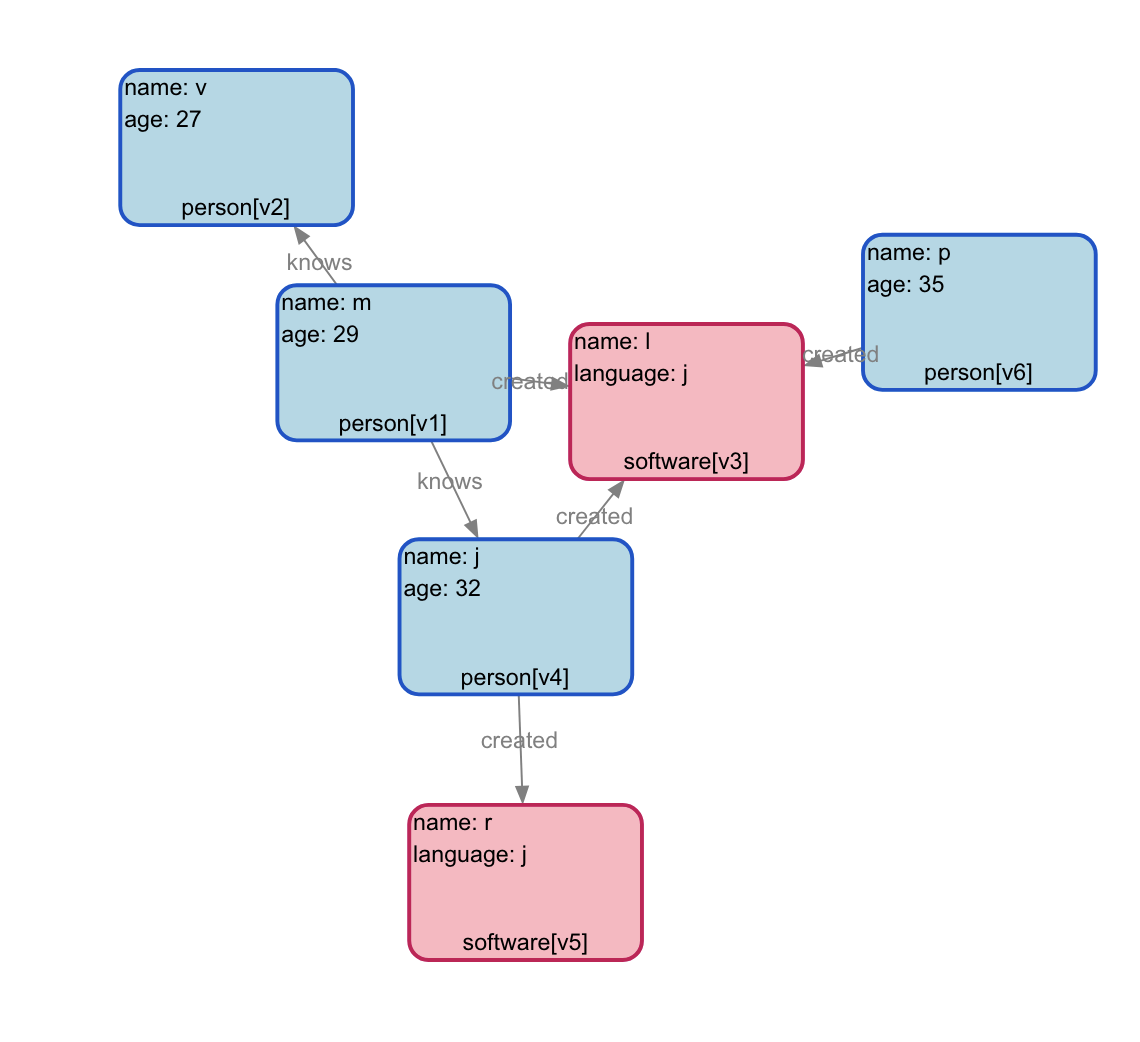 name: v
age: 27
person[v2]
knows
name: m
age: 29
person[v1]
created
name: l
language: j
software[v3]
created
name: p
age: 35
person[v6]
knows
created
name: j
age: 32
person[v4]
created
name: r
language: j
software[v5]